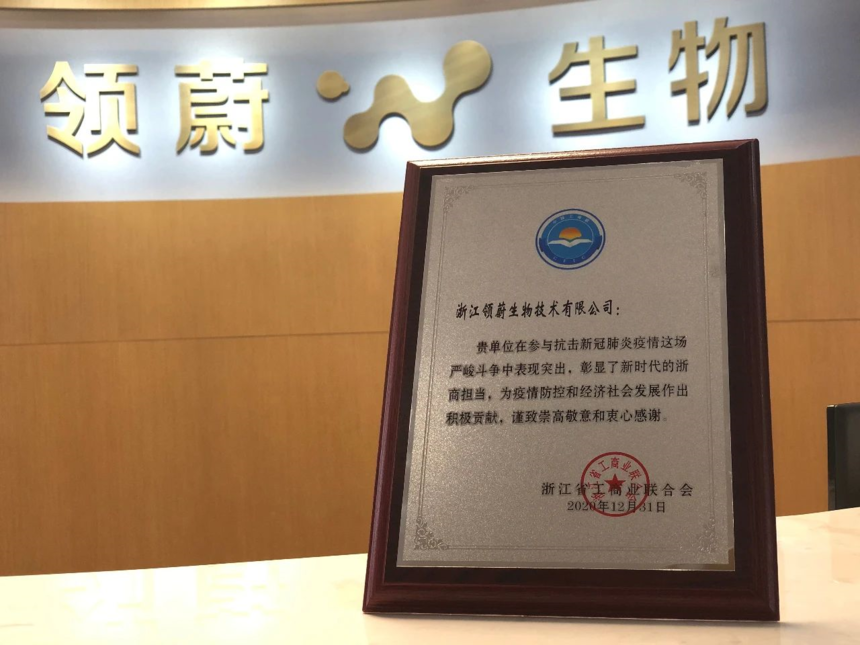 领蔚 生物
浙江领蔚生物技术有限公司：
贵单位在参与抗击新冠肺炎疫情这场
严峻斗争中表现突出，彰显了新时代的浙
商担当，为疫情防控和经济社会发展作出
积极贡献，谨致崇高敬意和衷心感谢。
浙江省工商业联合会
2020年12月31日